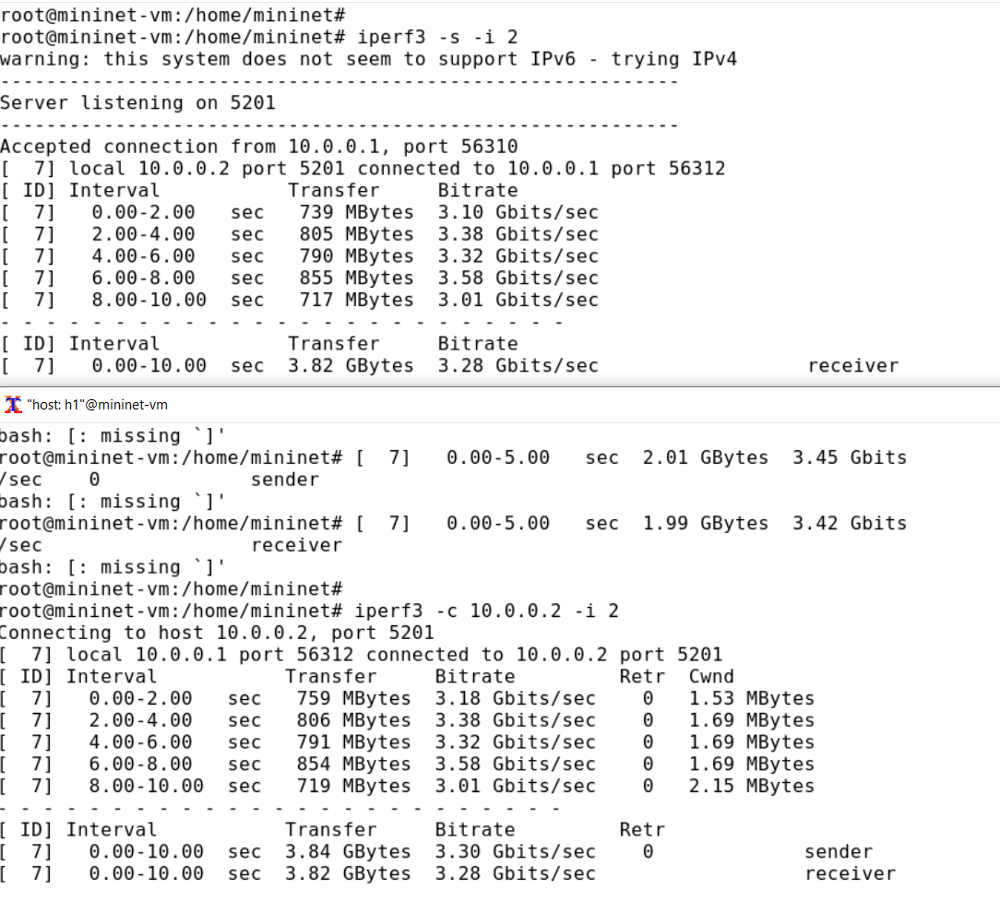 root@mininet-vm:/home/mininet#
root@mininet-vm:/home/mininet# iperf3 -s -i 2
warning: this system does not seem to support IPv6 - trying IPv4
-----------------------------------------------------------
Server listening on 5201
-----------------------------------------------------------
Accepted connection from 10.0.0.1, port 56310
[  7] local 10.0.0.2 port 5201 connected to 10.0.0.1 port 56312
[ ID] Interval           Transfer     Bitrate
[  7]   0.00-2.00   sec   739 MBytes  3.10 Gbits/sec
[  7]   2.00-4.00   sec   805 MBytes  3.38 Gbits/sec
[  7]   4.00-6.00   sec   790 MBytes  3.32 Gbits/sec
[  7]   6.00-8.00   sec   855 MBytes  3.58 Gbits/sec
[  7]   8.00-10.00  sec   717 MBytes  3.01 Gbits/sec
- - - - - - - - - - - - - - - - - - - - - - - - -
[ ID] Interval           Transfer     Bitrate
[  7]   0.00-10.00  sec  3.82 GBytes  3.28 Gbits/sec                  receiver
"host: h1"@mininet-vm
bash: [: missing `]'
root@mininet-vm:/home/mininet# [  7]   0.00-5.00   sec  2.01 GBytes  3.45 Gbits
/sec    0             sender
bash: [: missing `]'
root@mininet-vm:/home/mininet# [  7]   0.00-5.00   sec  1.99 GBytes  3.42 Gbits
/sec                  receiver
bash: [: missing `]'
root@mininet-vm:/home/mininet#
root@mininet-vm:/home/mininet# iperf3 -c 10.0.0.2 -i 2
Connecting to host 10.0.0.2, port 5201
[  7] local 10.0.0.1 port 56312 connected to 10.0.0.2 port 5201
[ ID] Interval           Transfer     Bitrate         Retr  Cwnd
[  7]   0.00-2.00   sec   759 MBytes  3.18 Gbits/sec    0   1.53 MBytes
[  7]   2.00-4.00   sec   806 MBytes  3.38 Gbits/sec    0   1.69 MBytes
[  7]   4.00-6.00   sec   791 MBytes  3.32 Gbits/sec    0   1.69 MBytes
[  7]   6.00-8.00   sec   854 MBytes  3.58 Gbits/sec    0   1.69 MBytes
[  7]   8.00-10.00  sec   719 MBytes  3.01 Gbits/sec    0   2.15 MBytes
- - - - - - - - - - - - - - - - - - - - - - - - -
[ ID] Interval           Transfer     Bitrate         Retr
[  7]   0.00-10.00  sec  3.84 GBytes  3.30 Gbits/sec    0             sender
[  7]   0.00-10.00  sec  3.82 GBytes  3.28 Gbits/sec                  receiver